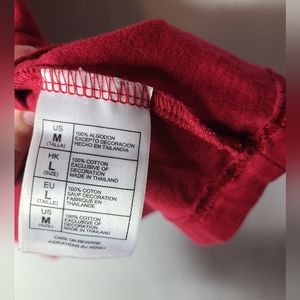 US
M
(TALLA)
100% ALGODON
EXCEPTO DECORACION
HECHO EN TAILANDIA
HK
L
(SIZE)
100% COTTON
EXCLUSIVE OF
DECORATION
MADE IN THAILAND
EU
L
(TAILLE)
100% COTON
SAUF DECORATION
FABRIQUE EN THAILANDE
US
M
(SIZE)
100% COTTON
EXCLUSIVE OF
DECORATION
MADE IN THAILAND
CARE ON REVERSE
INDICATIONS AU VERSO